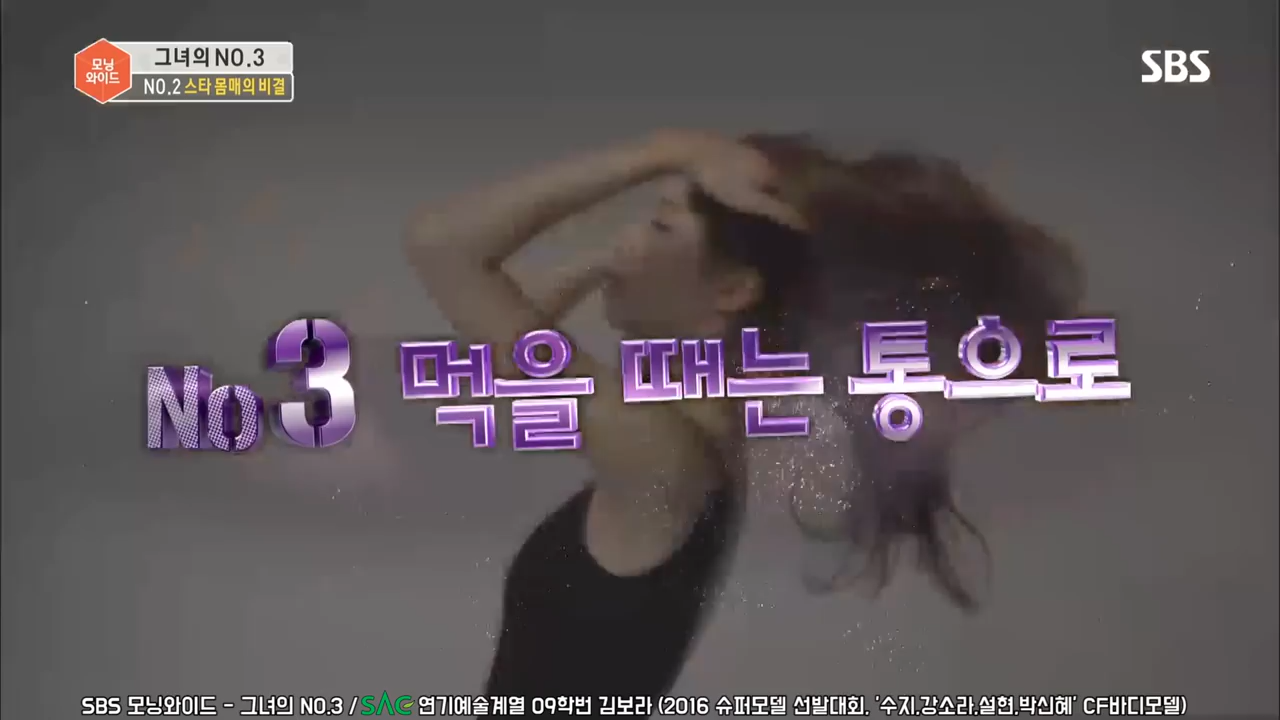 모닝
와이드
그녀의 NO.3
NO.2 스타 몸매의 비결
SBS
No3 먹을 때는 통으로
SBS 모닝와이드 - 그녀의 NO.3 / SAC 연기예술계열 09학번 김보라 (2016 슈퍼모델 선발대회, '수지,강소라,설현,박신혜' CF바디모델)